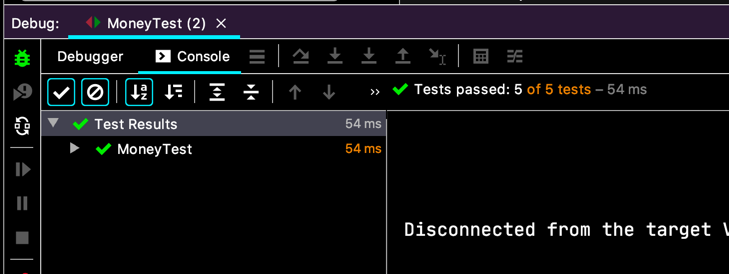 Debug:
MoneyTest (2)
Debugger
Console
Tests passed: 5 of 5 tests – 54 ms
Test Results
54 ms
MoneyTest
54 ms
Disconnected from the target